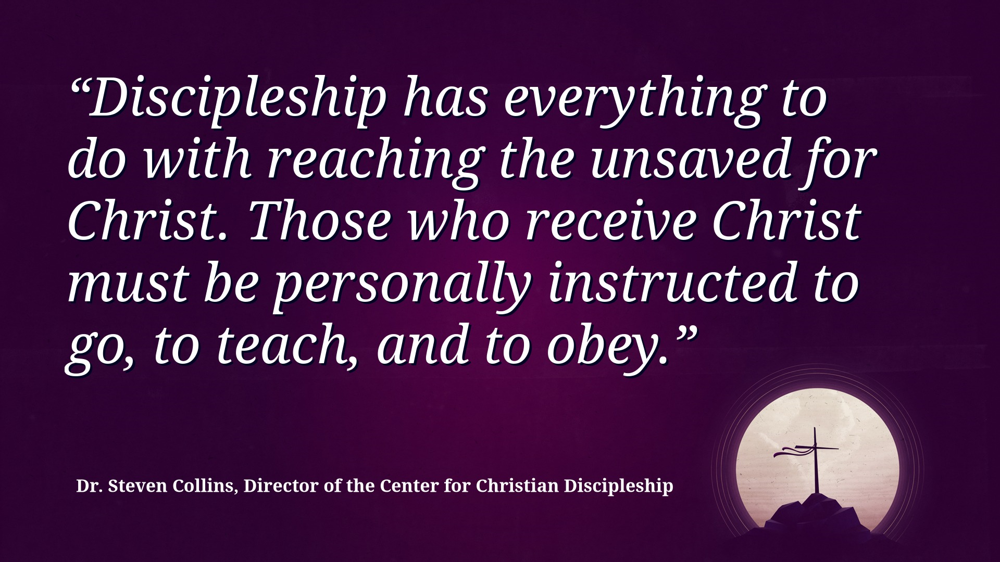 “Discipleship has everything to
do with reaching the unsaved for
Christ. Those who receive Christ
must be personally instructed to
go, to teach, and to obey.”
Dr. Steven Collins, Director of the Center for Christian Discipleship